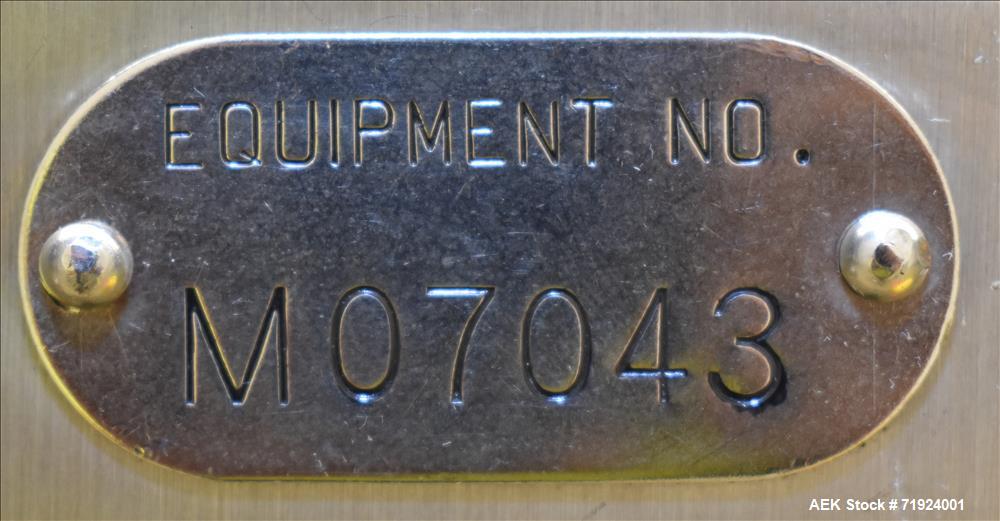 EQUIPMENT NO.
M07043
AEK Stock # 71924001